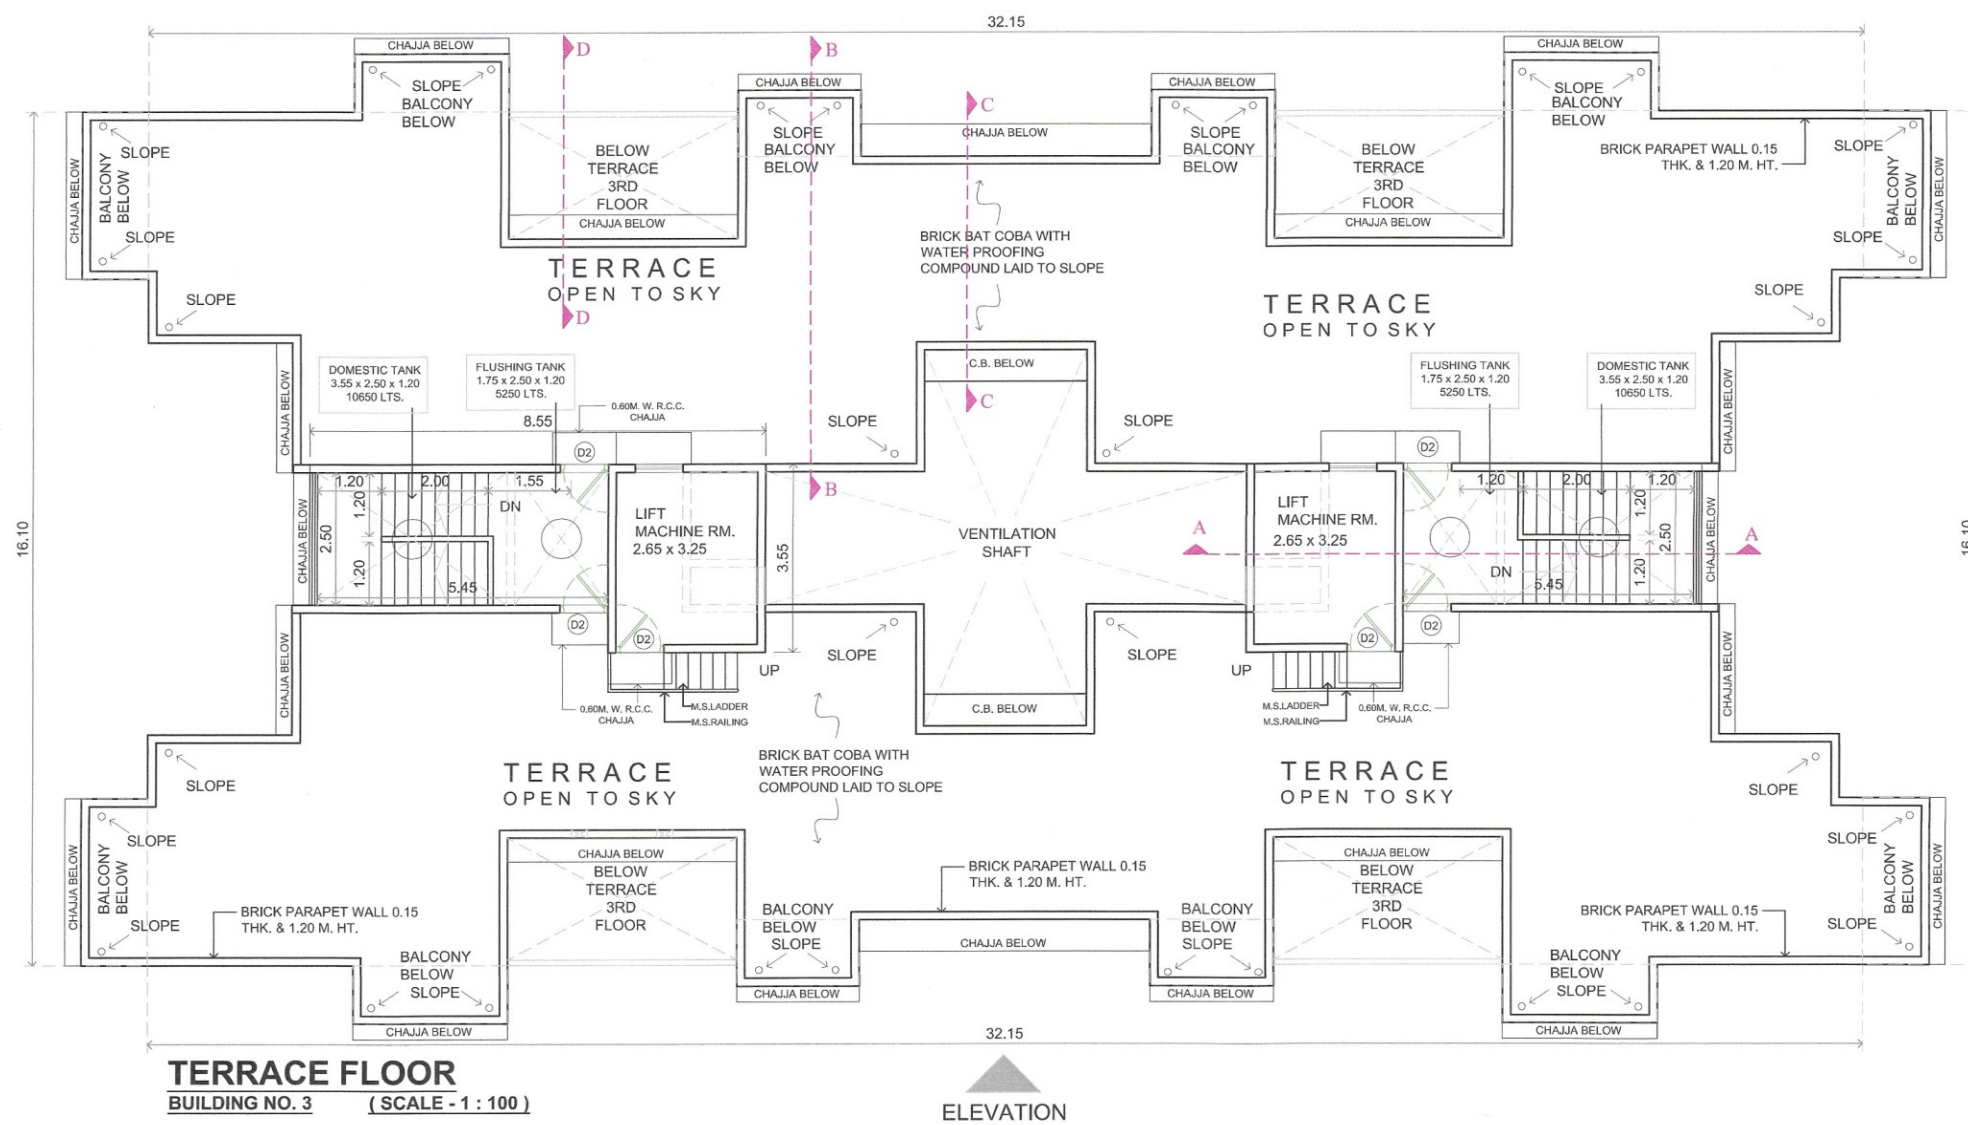 32.15
CHAJJA BELOW
D
B
CHAJJA BELOW
SLOPE
BALCONY
BELOW
CHAJJA BELOW
C
CHAJJA BELOW
CHAJJA BELOW
SLOPE
BALCONY
BELOW
SLOPE
BALCONY
BELOW
SLOPE
BALCONY
BELOW
BELOW
TERRACE
3RD
FLOOR
CHAJJA BELOW
BELOW
TERRACE
3RD
FLOOR
CHAJJA BELOW
BRICK PARAPET WALL 0.15
THK. & 1.20 M. HT.
CHAJJA BELOW
BALCONY
BELOW
SLOPE
SLOPE
SLOPE
SLOPE
SLOPE
BALCONY
BELOW
CHAJJA BELOW
SLOPE
BRICK BAT COBA WITH
WATER PROOFING
COMPOUND LAID TO SLOPE
TERRACE
OPEN TO SKY
D
TERRACE
OPEN TO SKY
DOMESTIC TANK
3.55 x 2.50 x 1.20
10650 LTS.
FLUSHING TANK
1.75 x 2.50 x 1.20
5250 LTS.
C.B. BELOW
C
FLUSHING TANK
1.75 x 2.50 x 1.20
5250 LTS.
DOMESTIC TANK
3.55 x 2.50 x 1.20
10650 LTS.
CHAJJA BELOW
8.55
0.60M. W. R.C.C.
CHAJJA
SLOPE
SLOPE
CHAJJA BELOW
D2
D2
16.10
CHAJJA BELOW
1.20
2.00
1.55
1.20
2.50
DN
1.20
5.45
LIFT
MACHINE RM.
2.65 x 3.25
3.55
B
VENTILATION
SHAFT
A
LIFT
MACHINE RM.
2.65 x 3.25
1.20
2.00
1.20
1.20
2.50
DN
1.20
5.45
CHAJJA BELOW
A
16.10
D2
D2
D2
D2
CHAJJA BELOW
UP
SLOPE
SLOPE
UP
CHAJJA BELOW
0.60M. W. R.C.C.
CHAJJA
M.S.LADDER
M.S.RAILING
C.B. BELOW
M.S.LADDER
M.S.RAILING
0.60M. W. R.C.C.
CHAJJA
SLOPE
TERRACE
OPEN TO SKY
BRICK BAT COBA WITH
WATER PROOFING
COMPOUND LAID TO SLOPE
TERRACE
OPEN TO SKY
SLOPE
CHAJJA BELOW
BALCONY
BELOW
SLOPE
SLOPE
BRICK PARAPET WALL 0.15
THK. & 1.20 M. HT.
CHAJJA BELOW
BELOW
TERRACE
3RD
FLOOR
BRICK PARAPET WALL 0.15
THK. & 1.20 M. HT.
CHAJJA BELOW
BELOW
TERRACE
3RD
FLOOR
BRICK PARAPET WALL 0.15
THK. & 1.20 M. HT.
SLOPE
SLOPE
BALCONY
BELOW
CHAJJA BELOW
BALCONY
BELOW
SLOPE
CHAJJA BELOW
BALCONY
BELOW
SLOPE
CHAJJA BELOW
CHAJJA BELOW
BALCONY
BELOW
SLOPE
CHAJJA BELOW
BALCONY
BELOW
SLOPE
CHAJJA BELOW
32.15
TERRACE FLOOR
BUILDING NO. 3 ( SCALE - 1 : 100 )
ELEVATION